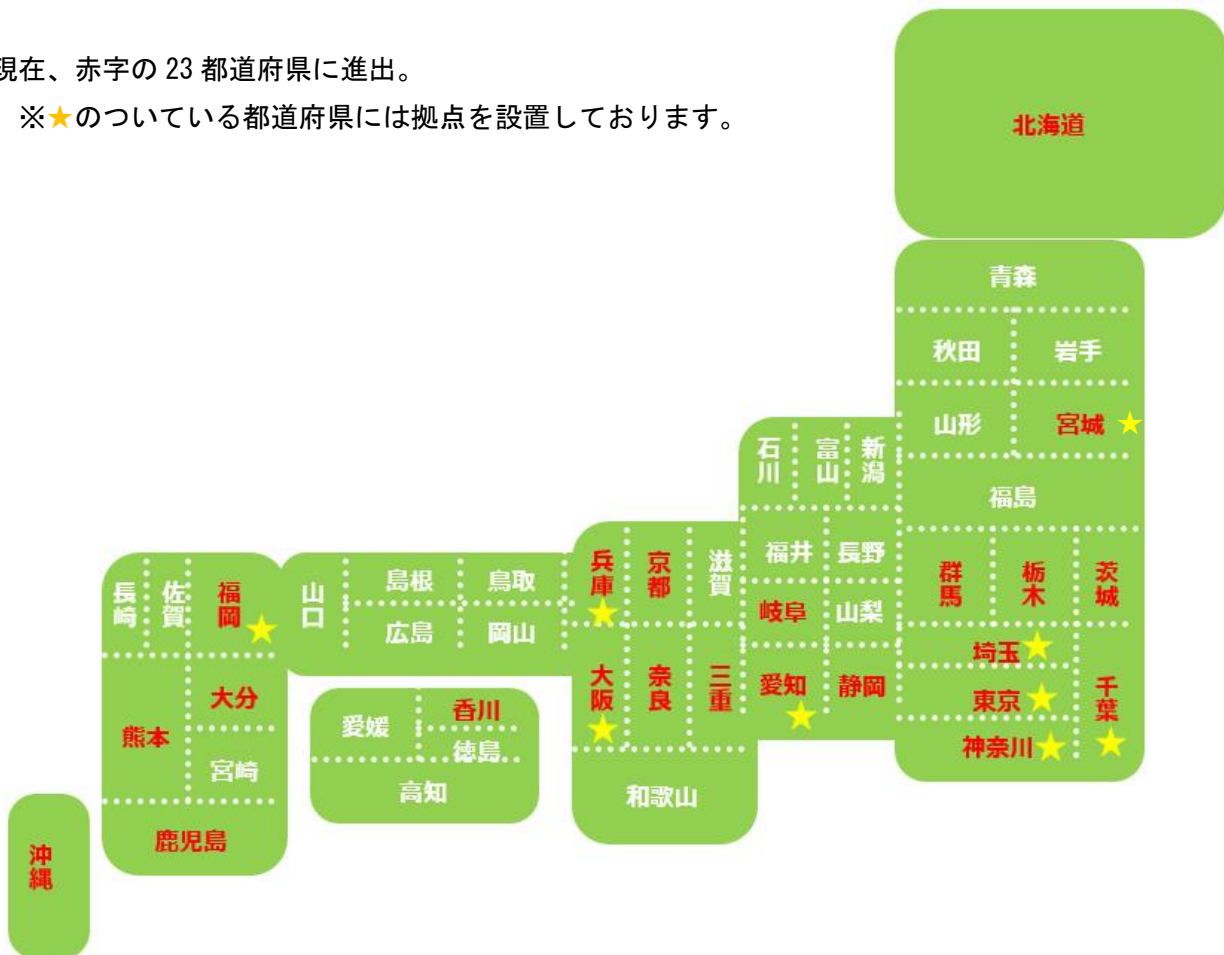 現在、赤字の 23 都道府県に進出。
※★のついている都道府県には拠点を設置しております。
北海道
青森
秋田
岩手
山形
宮城 ★
福島
石川
富山
新潟
福井
長野
岐阜
山梨
愛知 ★
静岡
群馬
栃木
茨城
埼玉 ★
東京 ★
神奈川 ★
千葉 ★
兵庫 ★
京都
滋賀
大阪 ★
奈良
三重
和歌山
山口
島根
鳥取
広島
岡山
愛媛
香川
徳島
高知
長崎
佐賀
福岡 ★
熊本
大分
宮崎
鹿児島
沖縄